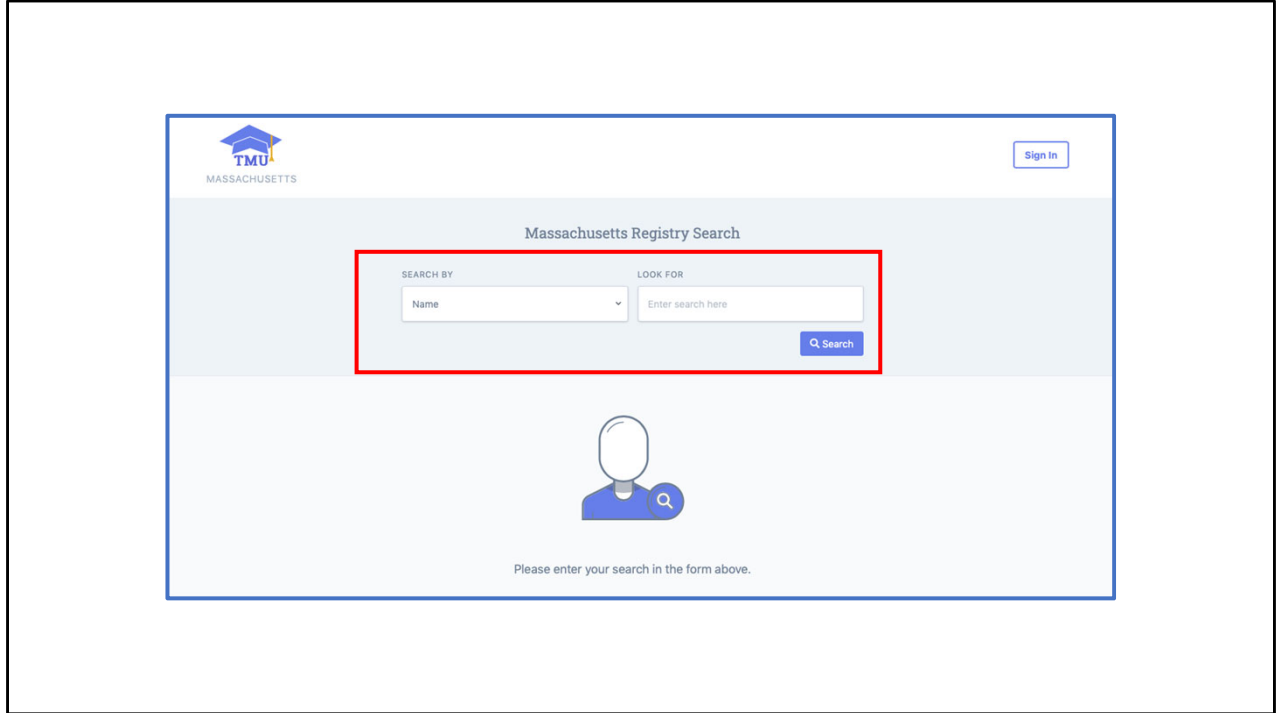 TMU
MASSACHUSETTS
Sign In
Massachusetts Registry Search
SEARCH BY
LOOK FOR
Name
Enter search here
Search
Please enter your search in the form above.